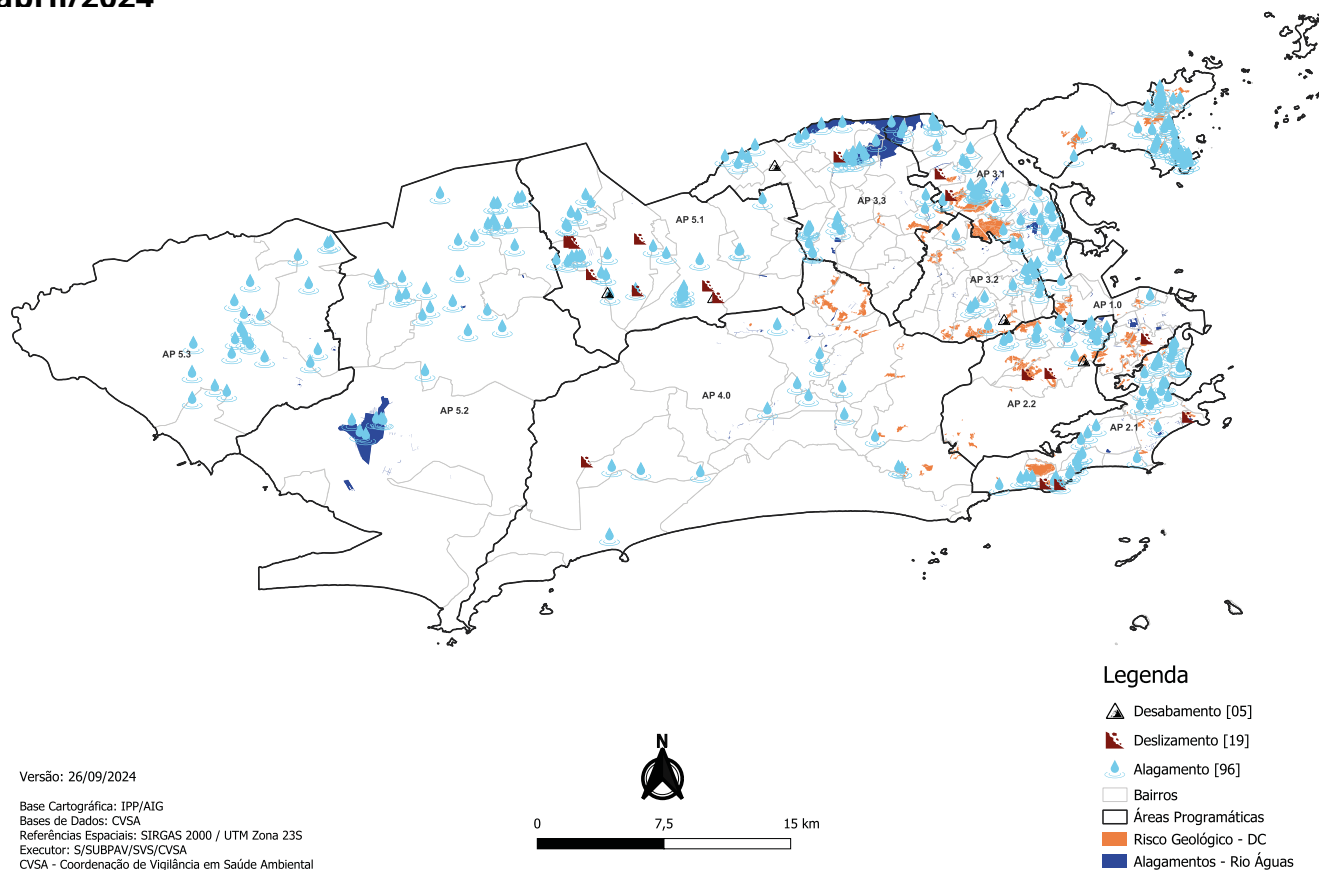 abril/2024
AP 3.1
AP 3.3
AP 5.1
AP 3.2
AP 1.0
AP 5.3
AP 4.0
AP 2.2
AP 5.2
AP 2.1
Legenda
Desabamento [05]
Deslizamento [19]
Alagamento [96]
Bairros
Áreas Programáticas
Risco Geológico - DC
Alagamentos - Rio Águas
N
0 7,5 15 km
Versão: 26/09/2024
Base Cartográfica: IPP/AIG
Bases de Dados: CVSA
Referências Espaciais: SIRGAS 2000 / UTM Zona 23S
Executor: S/SUBPAV/SVS/CVSA
CVSA - Coordenação de Vigilância em Saúde Ambiental